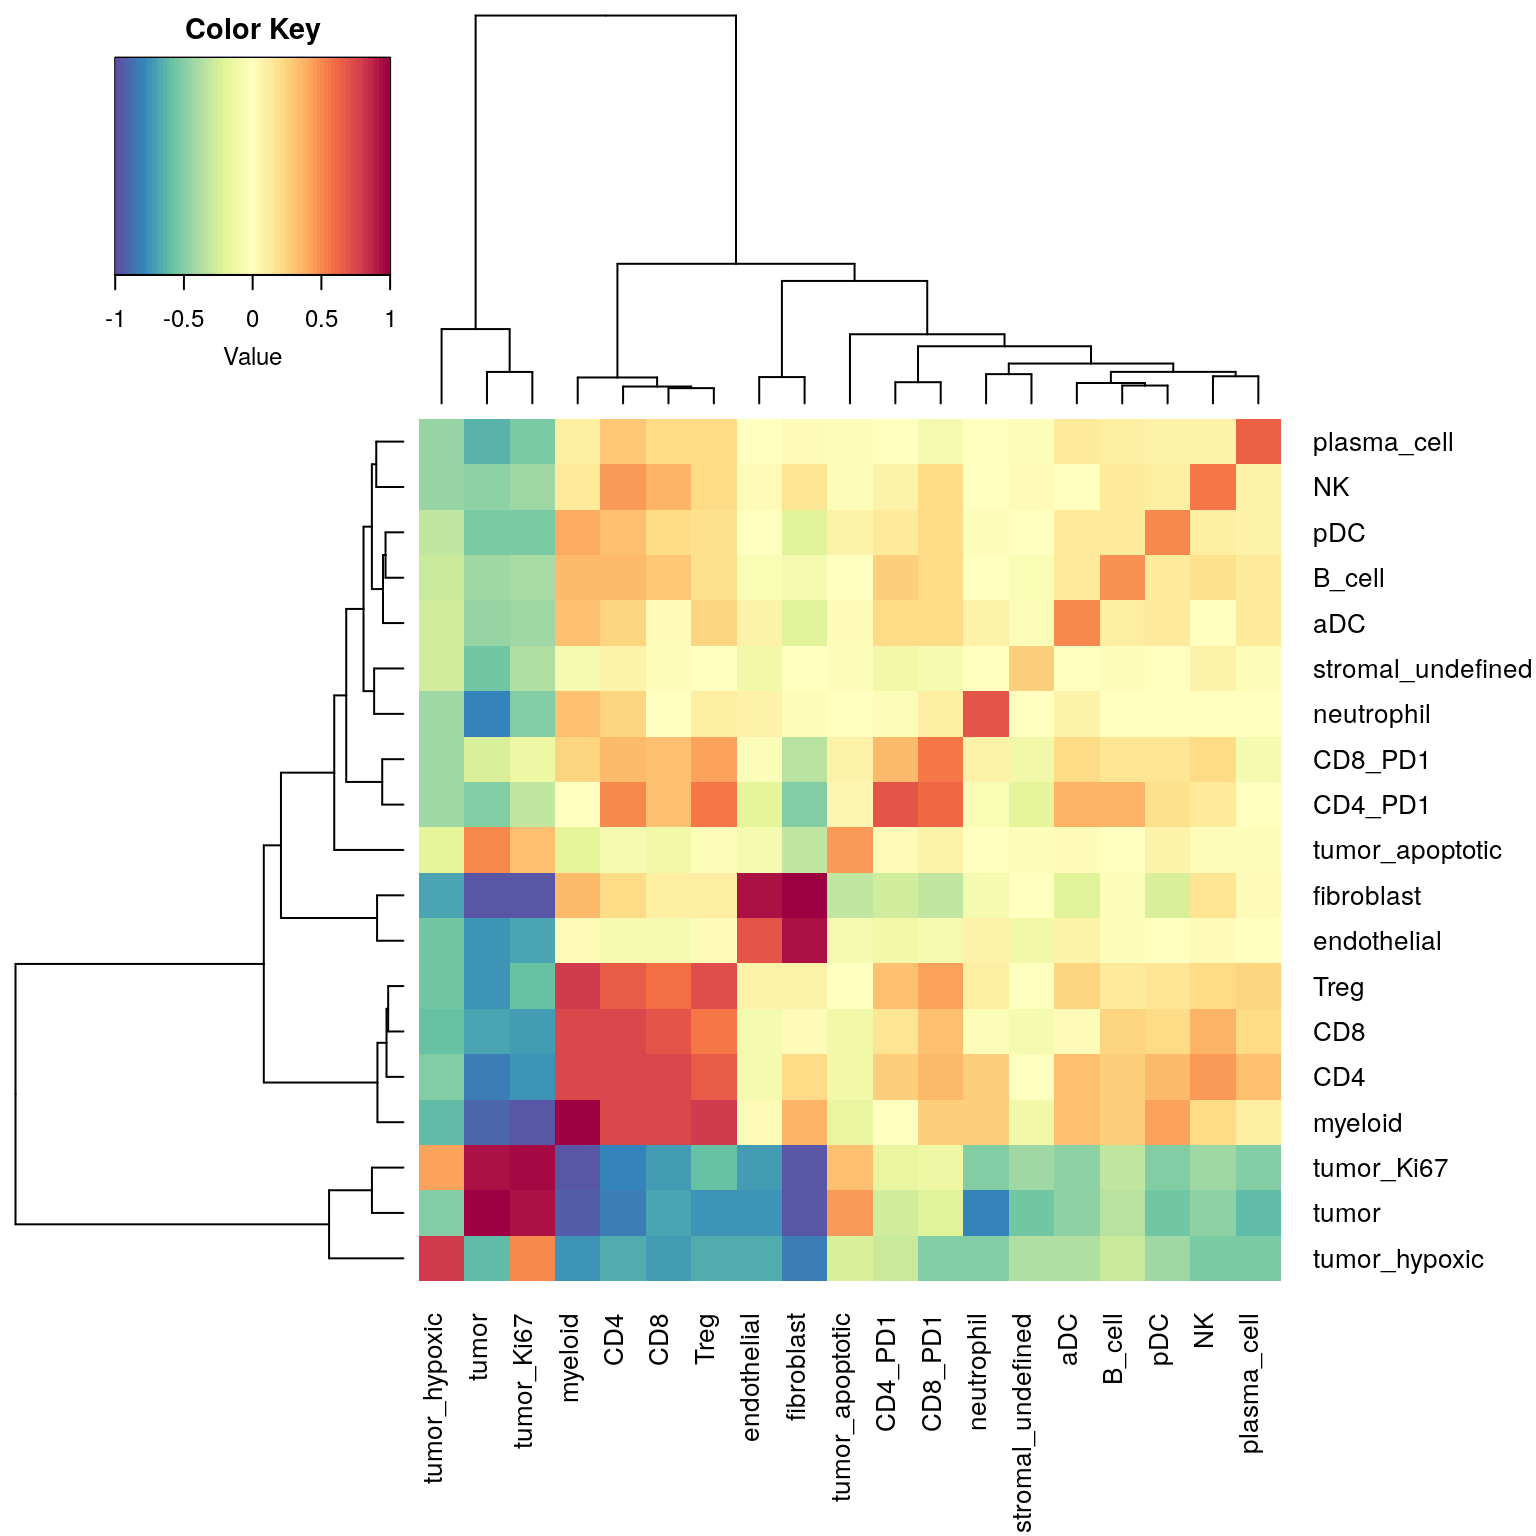 Color Key
-1 -0.5 0 0.5 1
Value
plasma_cell
NK
pDC
B_cell
aDC
stromal_undefined
neutrophil
CD8_PD1
CD4_PD1
tumor_apoptotic
fibroblast
endothelial
Treg
CD8
CD4
myeloid
tumor_Ki67
tumor
tumor_hypoxic
tumor_hypoxic
tumor
tumor_Ki67
myeloid
CD4
CD8
Treg
endothelial
fibroblast
tumor_apoptotic
CD4_PD1
CD8_PD1
neutrophil
stromal_undefined
aDC
B_cell
pDC
NK
plasma_cell